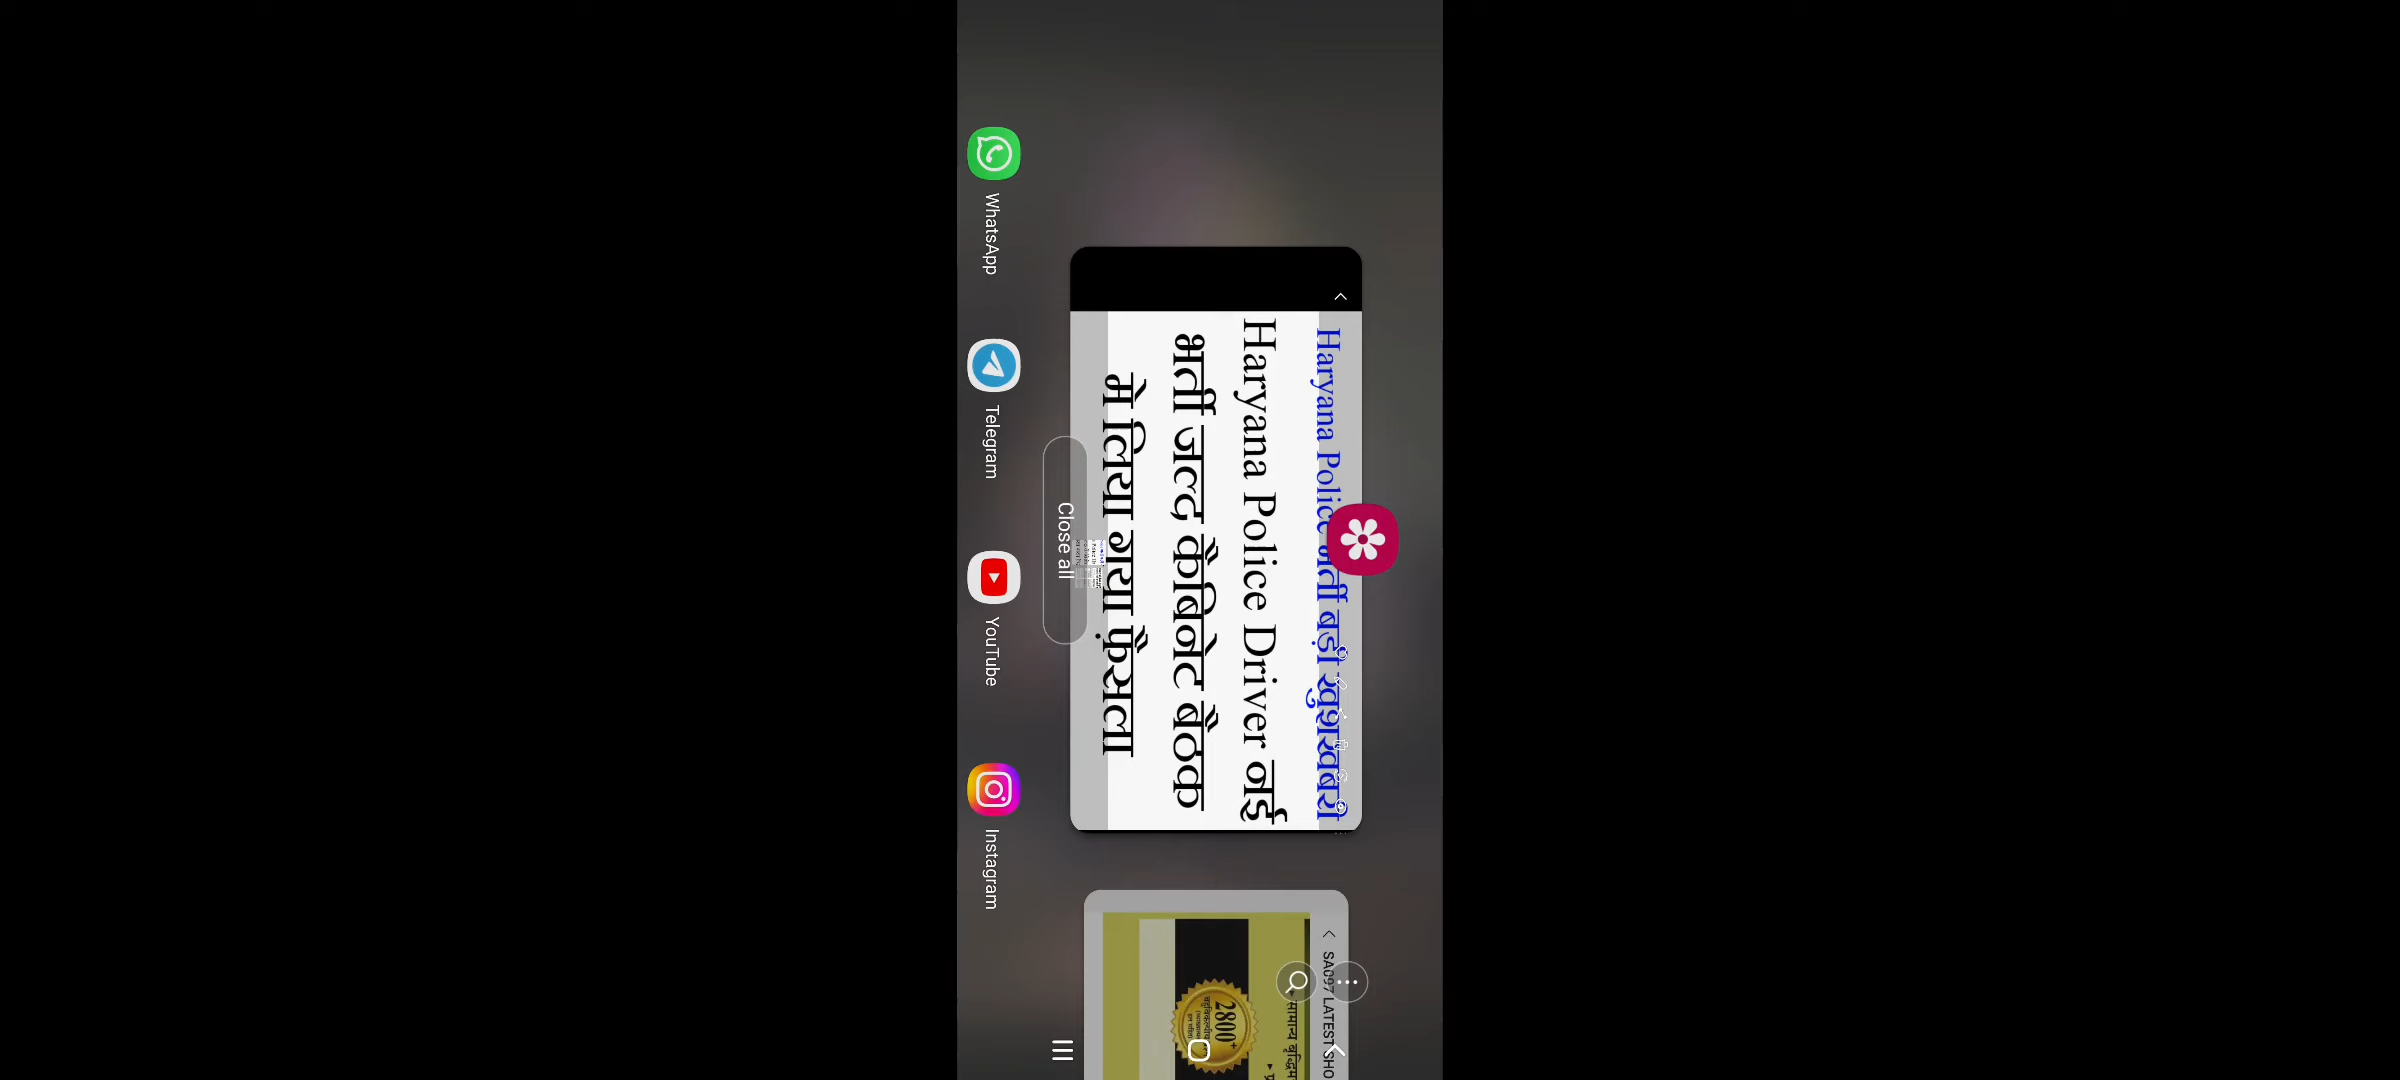 Haryana Police भर्ती बड़ी खुशखबरी
Haryana Police Driver नई
भर्ती जल्द कैबिनेट बैठक
में लिया गया फैंसला
Close all
SA097 LATEST SHO
सामान्य बुद्धिम
2800+
WhatsApp
Telegram
YouTube
Instagram